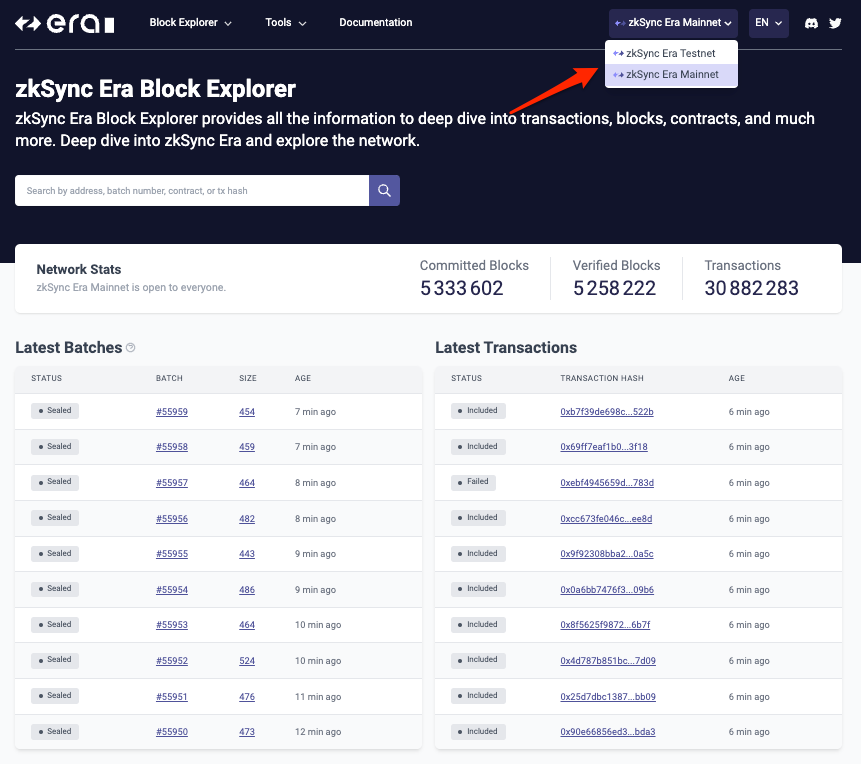 era
Block Explorer
Tools
Documentation
zkSync Era Mainnet
EN
zkSync Era Testnet
zkSync Era Mainnet
zkSync Era Block Explorer
zkSync Era Block Explorer provides all the information to deep dive into transactions, blocks, contracts, and much
more. Deep dive into zkSync Era and explore the network.
Search by address, batch number, contract, or tx hash
Network Stats
zkSync Era Mainnet is open to everyone.
Committed Blocks
5 333 602
Verified Blocks
5 258 222
Transactions
30 882 283
Latest Batches
STATUS BATCH SIZE AGE
Sealed #55959 454 7 min ago
Sealed #55958 459 7 min ago
Sealed #55957 464 8 min ago
Sealed #55956 482 8 min ago
Sealed #55955 443 9 min ago
Sealed #55954 486 9 min ago
Sealed #55953 464 10 min ago
Sealed #55952 524 10 min ago
Sealed #55951 476 11 min ago
Sealed #55950 473 12 min ago
Latest Transactions
STATUS TRANSACTION HASH AGE
Included 0xb7f39de698c...522b 6 min ago
Included 0x69ff7eaf1b0...3f18 6 min ago
Failed 0xebf4945659d...783d 6 min ago
Included 0xcc673fe046c...ee8d 6 min ago
Included 0x9f92308bba2...0a5c 6 min ago
Included 0x0a6bb7476f3...09b6 6 min ago
Included 0x8f5625f9872...6b7f 6 min ago
Included 0x4d787b851bc...7d09 6 min ago
Included 0x25d7dbc1387...bb09 6 min ago
Included 0x90e66856ed3...bda3 6 min ago